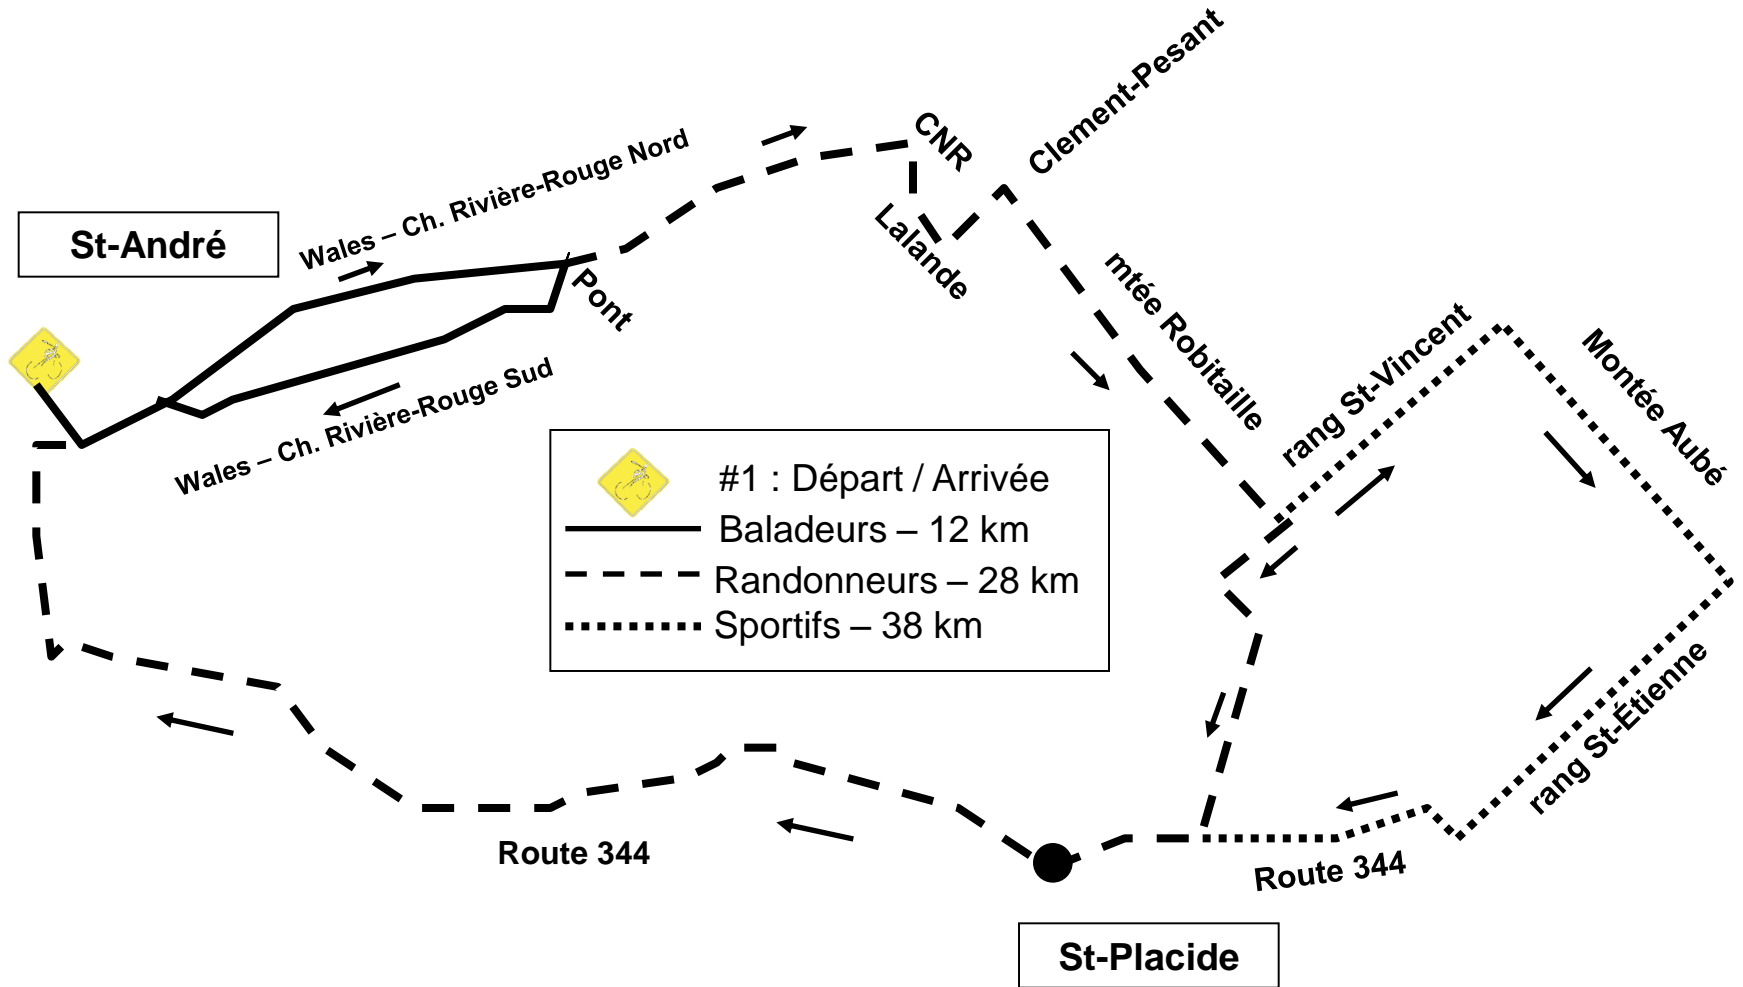 Clement-Pesant
CNR
Wales – Ch. Rivière-Rouge Nord
St-André
Lalande
Pont
mtée Robitaille
rang St-Vincent
Montée Aubé
Wales – Ch. Rivière-Rouge Sud
#1 : Départ / Arrivée
Baladeurs – 12 km
Randonneurs – 28 km
Sportifs – 38 km
rang St-Étienne
Route 344
Route 344
St-Placide